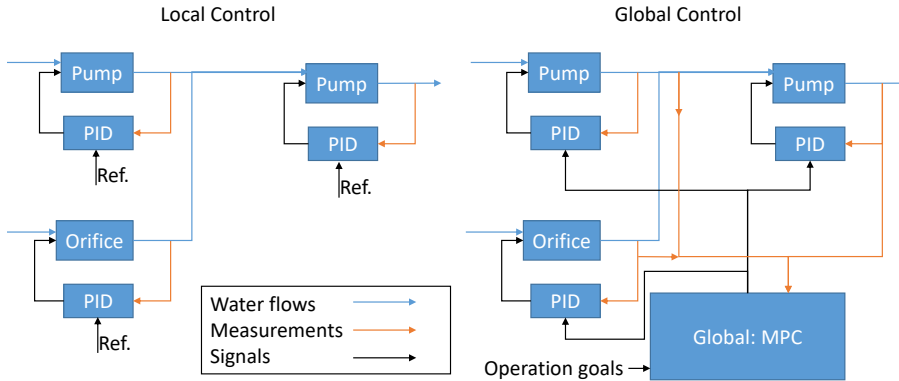 Local Control
Pump
PID
Ref.
Pump
PID
Ref.
Orifice
PID
Ref.
Water flows
Measurements
Signals
Global Control
Pump
PID
Pump
PID
Orifice
PID
Global: MPC
Operation goals